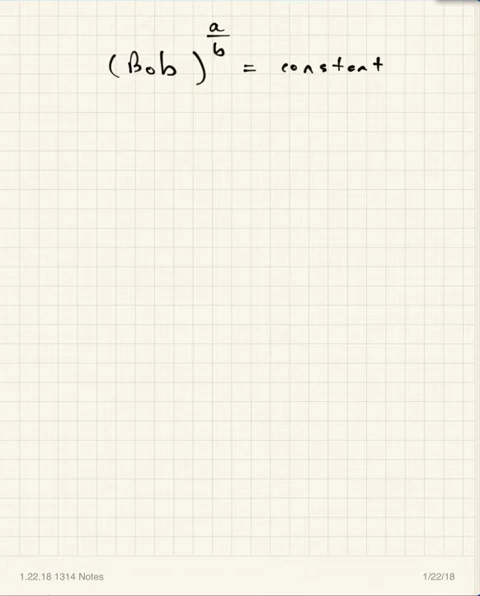 (Bob)^(a/b) = constant
1.22.18 1314 Notes 1/22/18